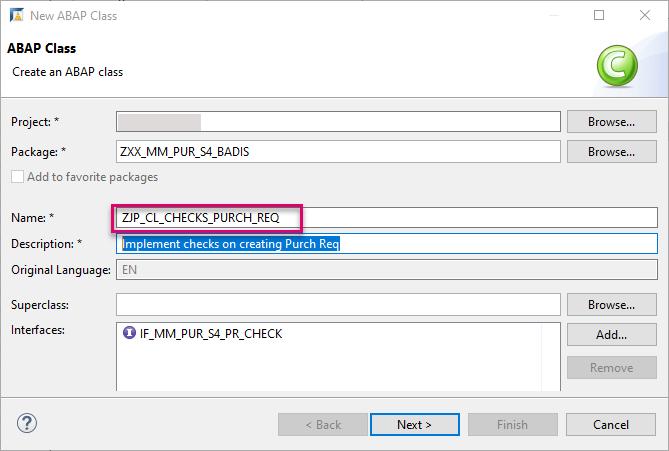 New ABAP Class
ABAP Class
Create an ABAP class
C
Project: * Browse...
Package: * ZXX_MM_PUR_S4_BADIS Browse...
Add to favorite packages
Name: * ZJP_CL_CHECKS_PURCH_REQ
Description: * Implement checks on creating Purch Req
Original Language: EN
Superclass: Browse...
Interfaces: I IF_MM_PUR_S4_PR_CHECK Add...
Remove
? < Back Next > Finish Cancel